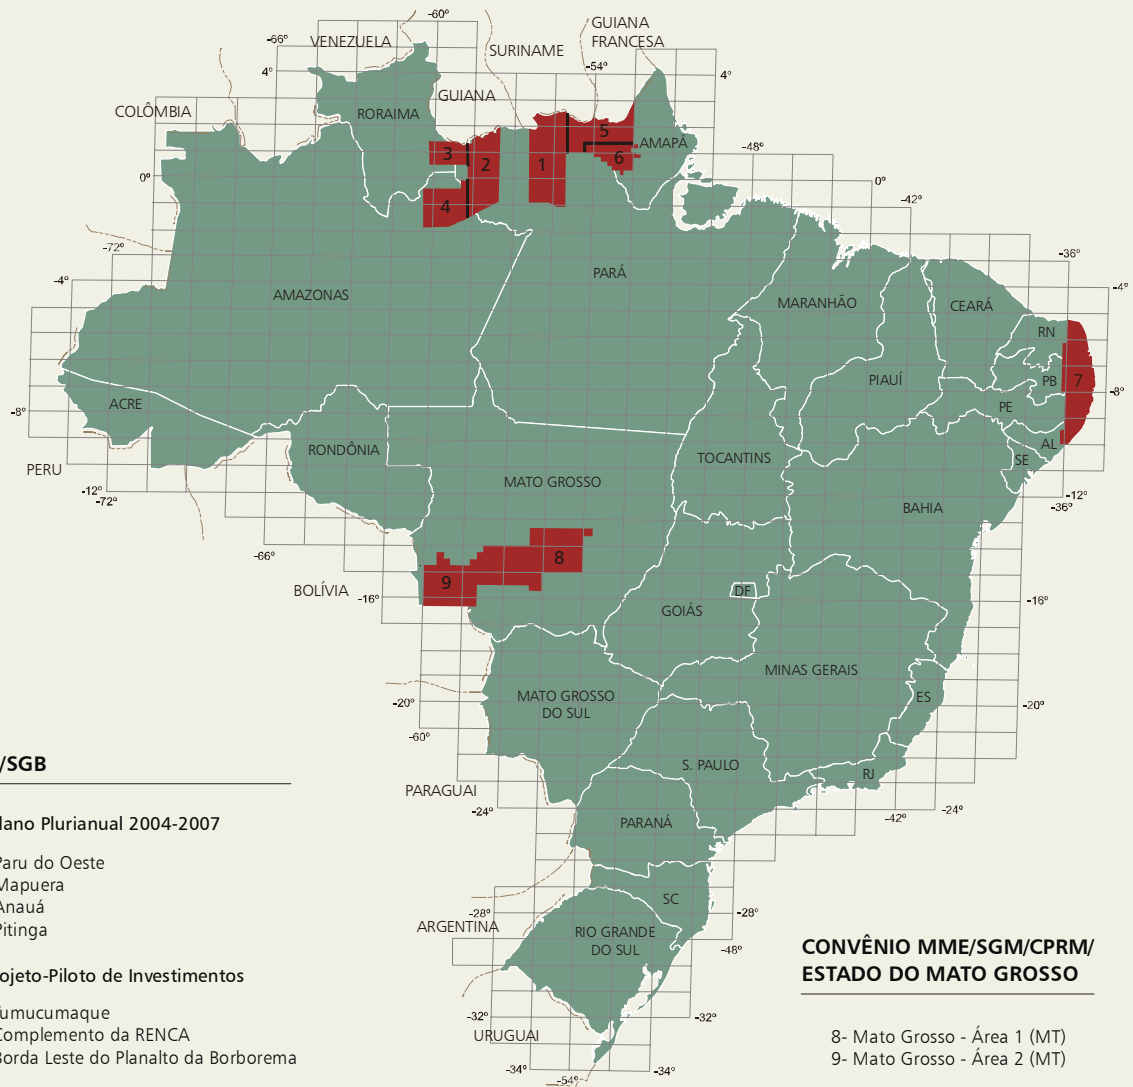 -60º
GUIANA
FRANCESA
-66º
VENEZUELA
SURINAME
4º
-54º
4º
COLÔMBIA
GUIANA
RORAIMA
5
AMAPÁ
3
2
1
6
-48º
0º
0º
4
-42º
-72º
-36º
PARÁ
-4º
-4º
AMAZONAS
MARANHÃO
CEARÁ
RN
PIAUÍ
PB
7
-8º
ACRE
PE
-8º
RONDÔNIA
TOCANTINS
AL
SE
PERU
MATO GROSSO
-12º
-72º
-12º
-36º
BAHIA
-66º
8
BOLÍVIA
9
-16º
DF
-16º
GOIÁS
MINAS GERAIS
MATO GROSSO
DO SUL
ES
-20º
-20º
-60º
/SGB
S. PAULO
RJ
PARAGUAI
-24º
-42º
-24º
lano Plurianual 2004-2007
PARANÁ
Paru do Oeste
Mapuera
Anauá
Pitinga
SC
-28º
-28º
ARGENTINA
RIO GRANDE
DO SUL
-48º
CONVÊNIO MME/SGM/CPRM/
ESTADO DO MATO GROSSO
ojeto-Piloto de Investimentos
Tumucumaque
Complemento da RENCA
Borda Leste do Planalto da Borborema
-32º
-32º
URUGUAI
8- Mato Grosso - Área 1 (MT)
9- Mato Grosso - Área 2 (MT)
-34º
-54º
-34º